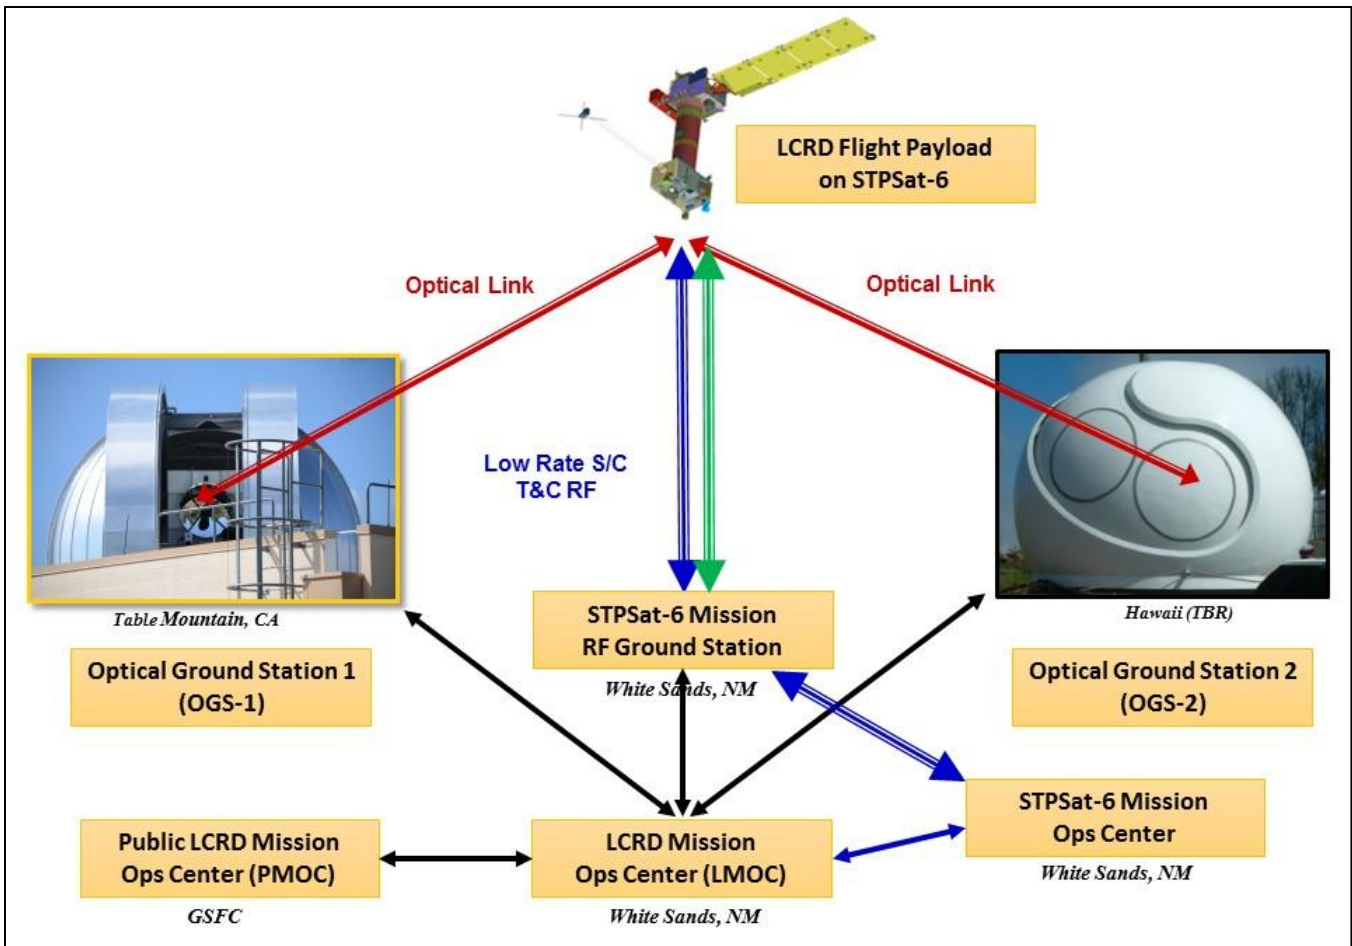 LCRD Flight Payload
on STPSat-6
Optical Link
Optical Link
Low Rate S/C
T&C RF
Table Mountain, CA
Hawaii (TBR)
STPSat-6 Mission
RF Ground Station
White Sands, NM
Optical Ground Station 1
(OGS-1)
Optical Ground Station 2
(OGS-2)
Public LCRD Mission
Ops Center (PMOC)
GSFC
LCRD Mission
Ops Center (LMOC)
White Sands, NM
STPSat-6 Mission
Ops Center
White Sands, NM